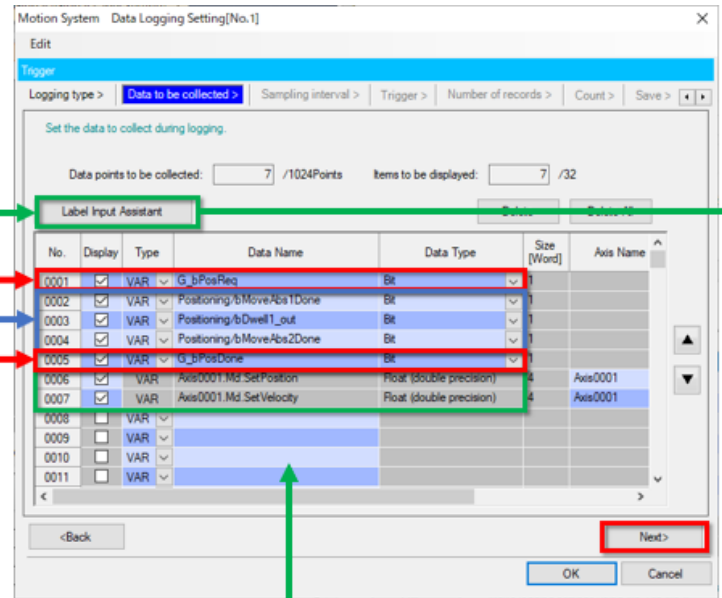 Motion System Data Logging Setting[No.1]
Edit
Trigger
Logging type > Data to be collected > Sampling interval > Trigger > Number of records > Count > Save >
Set the data to collect during logging.
Data points to be collected: 7 /1024Points Items to be displayed: 7 /32
Label Input Assistant Delete Delete All
No. Display Type Data Name Data Type Size [Word] Axis Name
0001 VAR G_bPosReq Bit 1
0002 VAR Positioning/bMoveAbs1Done Bit 1
0003 VAR Positioning/bDwell1_out Bit 1
0004 VAR Positioning/bMoveAbs2Done Bit 1
0005 VAR G_bPosDone Bit 1
0006 VAR Axis0001.Md.SetPosition Float (double precision) 4 Axis0001
0007 VAR Axis0001.Md.SetVelocity Float (double precision) 4 Axis0001
0008 VAR
0009 VAR
0010 VAR
0011 VAR
<Back Next>
OK Cancel